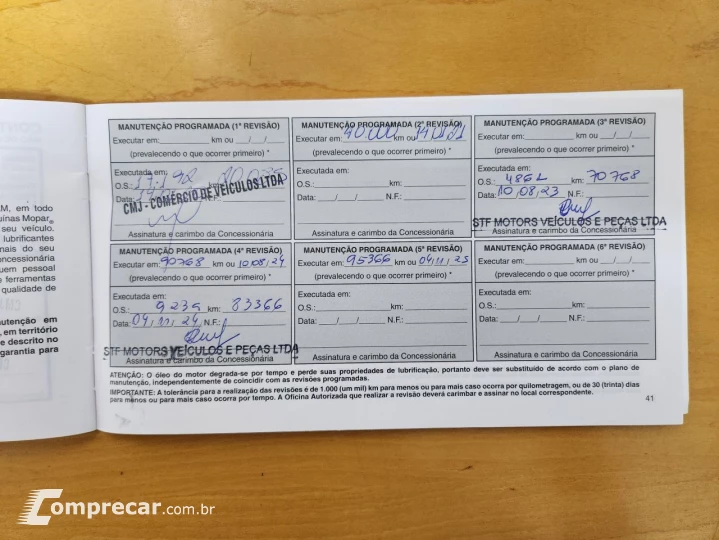 M, em todo
uinas Mopar®
seu veículo.
lubrificantes
nais do seu
oncessionária
uem pessoal
e ferramentas
qualidade de
utenção em
, em território
e descrito no
garantia para
MANUTENÇÃO PROGRAMADA (1ª REVISÃO)
Executar em: km ou / /
(prevalecendo o que ocorrer primeiro) *
Executada em:
O.S.:
CMJ - COMÉRCIO DE VEÍCULOS LTDA
Assinatura e carimbo da Concessionária
MANUTENÇÃO PROGRAMADA (2ª REVISÃO)
Executar em: km ou
(prevalecendo o que ocorrer primeiro) *
Executada em:
O.S.: km:
Data: / / N.F.:
Assinatura e carimbo da Concessionária
MANUTENÇÃO PROGRAMADA (3ª REVISÃO)
Executar em: km ou / /
(prevalecendo o que ocorrer primeiro) *
Executada em:
O.S.: km: 70768
Data: 10,08,23 N.F.:
STF MOTORS VEÍCULOS E PEÇAS LTDA
Assinatura e carimbo da Concessionária
MANUTENÇÃO PROGRAMADA (4ª REVISÃO)
Executar em: 90768 km ou 10/08/24
(prevalecendo o que ocorrer primeiro) *
Executada em:
O.S.: km: 83366
Data: 04/11/24 N.F.:
STF MOTORS VEÍCULOS E PEÇAS LTDA
Assinatura e carimbo da Concessionária
MANUTENÇÃO PROGRAMADA (5ª REVISÃO)
Executar em: 95366 km ou 04/11/25
(prevalecendo o que ocorrer primeiro) *
Executada em:
O.S.: km:
Data: / / N.F.:
Assinatura e carimbo da Concessionária
MANUTENÇÃO PROGRAMADA (6ª REVISÃO)
Executar em: km ou / /
(prevalecendo o que ocorrer primeiro) *
Executada em:
O.S.: km:
Data: / / N.F.:
Assinatura e carimbo da Concessionária
ATENÇÃO: O óleo do motor degrada-se por tempo e perde suas propriedades de lubrificação, portanto deve ser substituído de acordo com o plano de
manutenção, independentemente de coincidir com as revisões programadas.
IMPORTANTE: A tolerância para a realização das revisões é de 1.000 (um mil) km para menos ou para mais caso ocorra por quilometragem, ou de 30 (trinta) dias
para menos ou para mais caso ocorra por tempo. A Oficina Autorizada que realizar a revisão deverá carimbar e assinar no local correspondente.
41
Comprecar.com.br